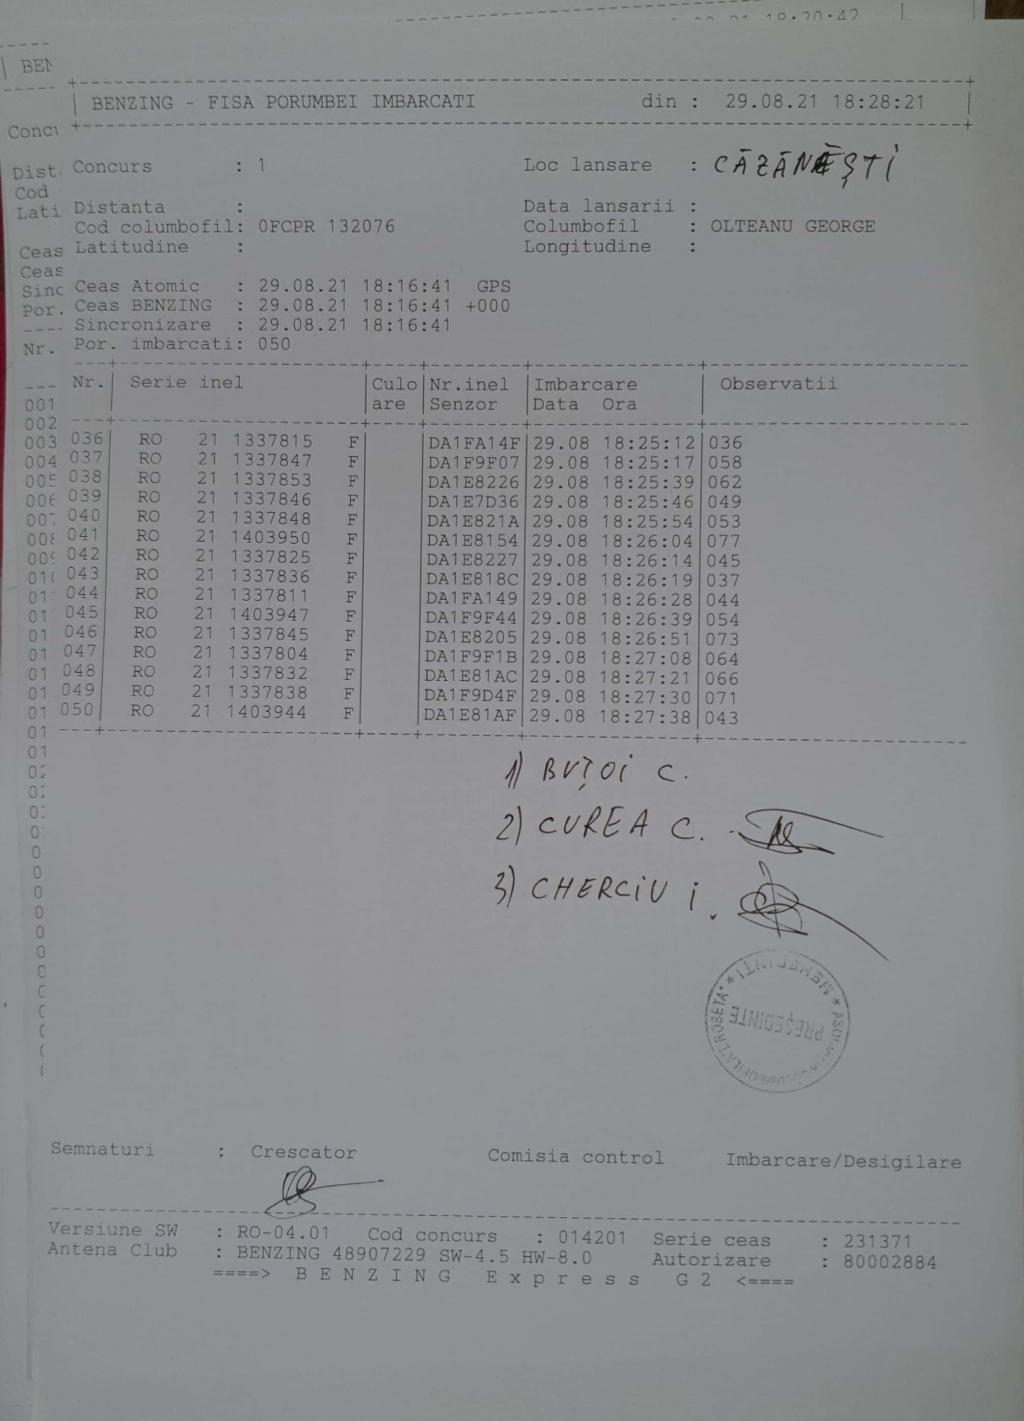 18:20:42
BEN
BENZING - FISA PORUMBEI IMBARCATI din : 29.08.21 18:28:21
Concurs : 1 Loc lansare : CĂZĂNEȘTI
Distanta : Data lansarii :
Cod columbofil: 0FCPR 132076 Columbofil : OLTEANU GEORGE
Latitudine : Longitudine :
Ceas Atomic : 29.08.21 18:16:41 GPS
Ceas BENZING : 29.08.21 18:16:41 +000
Sincronizare : 29.08.21 18:16:41
Por. imbarcati: 050
Nr. Serie inel Culo Nr.inel Imbarcare Observatii
are Senzor Data Ora
036 RO 21 1337815 F DA1FA14F 29.08 18:25:12 036
037 RO 21 1337847 F DA1F9F07 29.08 18:25:17 058
038 RO 21 1337853 F DA1E8226 29.08 18:25:39 062
039 RO 21 1337846 F DA1E7D36 29.08 18:25:46 049
040 RO 21 1337848 F DA1E821A 29.08 18:25:54 053
041 RO 21 1403950 F DA1E8154 29.08 18:26:04 077
042 RO 21 1337825 F DA1E8227 29.08 18:26:14 045
043 RO 21 1337836 F DA1E818C 29.08 18:26:19 037
044 RO 21 1337811 F DA1FA149 29.08 18:26:28 044
045 RO 21 1403947 F DA1F9F44 29.08 18:26:39 054
046 RO 21 1337845 F DA1E8205 29.08 18:26:51 073
047 RO 21 1337804 F DA1F9F1B 29.08 18:27:08 064
048 RO 21 1337832 F DA1E81AC 29.08 18:27:21 066
049 RO 21 1337838 F DA1F9D4F 29.08 18:27:30 071
050 RO 21 1403944 F DA1E81AF 29.08 18:27:38 043
1) BUȚOI C.
2) CUREA C.
3) CHERCIU I.
MEHEDINTI
PREȘEDINTE
Semnaturi : Crescator Comisia control Imbarcare/Desigilare
Versiune SW : RO-04.01 Cod concurs : 014201 Serie ceas : 231371
Antena Club : BENZING 48907229 SW-4.5 HW-8.0 Autorizare : 80002884
====> B E N Z I N G E x p r e s s G 2 <====